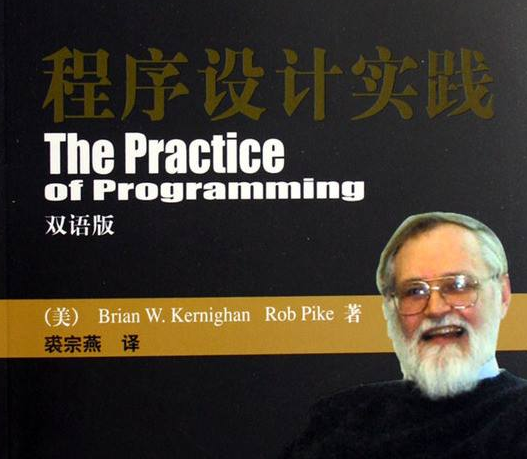 程序设计实践
The Practice
of Programming
双语版
(美) Brian W. Kernighan Rob Pike 著
裘宗燕 译